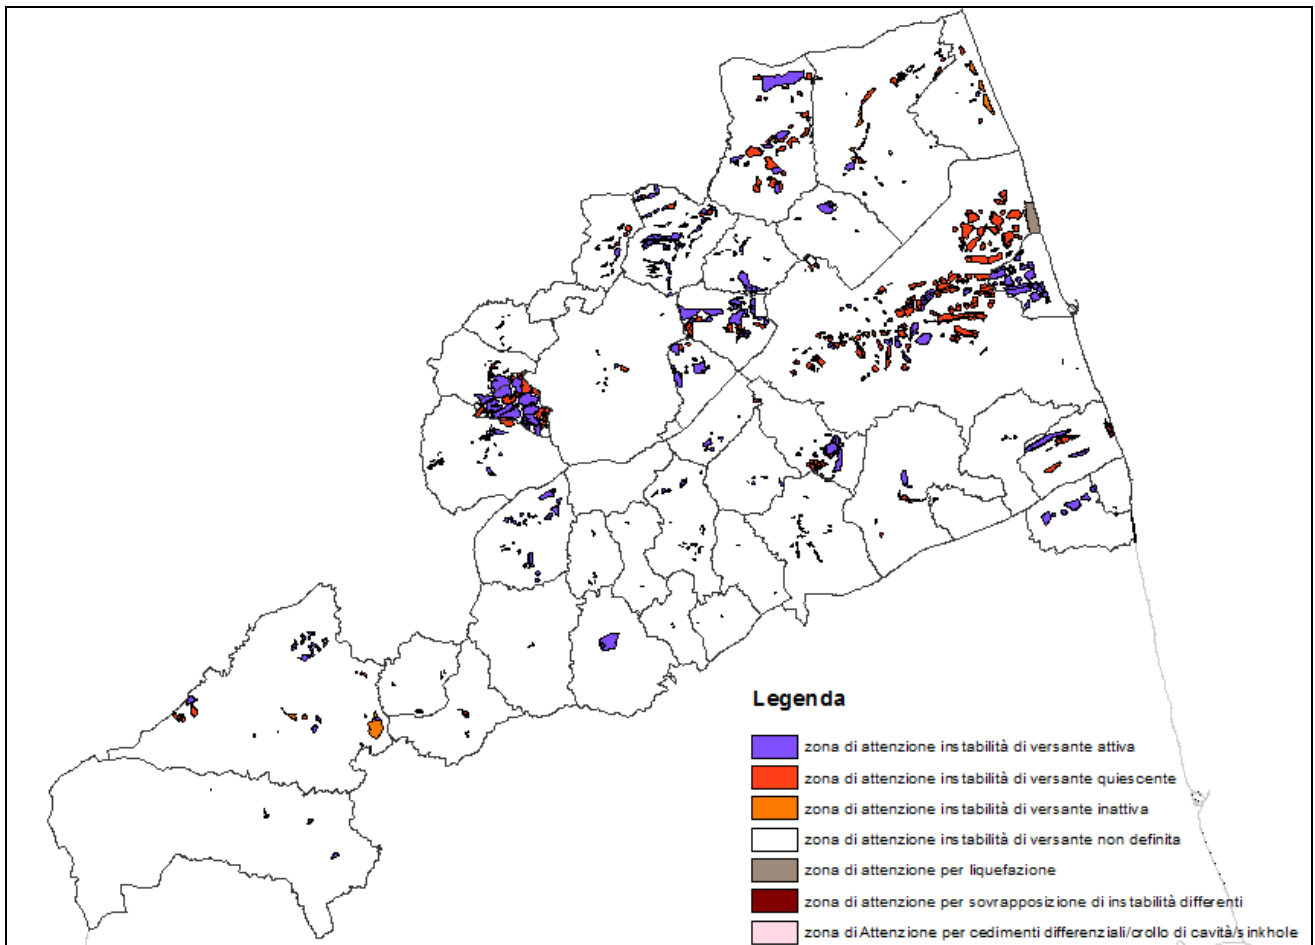 Legenda
zona di attenzione instabilità di versante attiva
zona di attenzione instabilità di versante quiescente
zona di attenzione instabilità di versante inattiva
zona di attenzione instabilità di versante non definita
zona di attenzione per liquefazione
zona di attenzione per sovrapposizione di instabilità differenti
zona di Attenzione per cedimenti differenziali/crollo di cavità/sinkhole